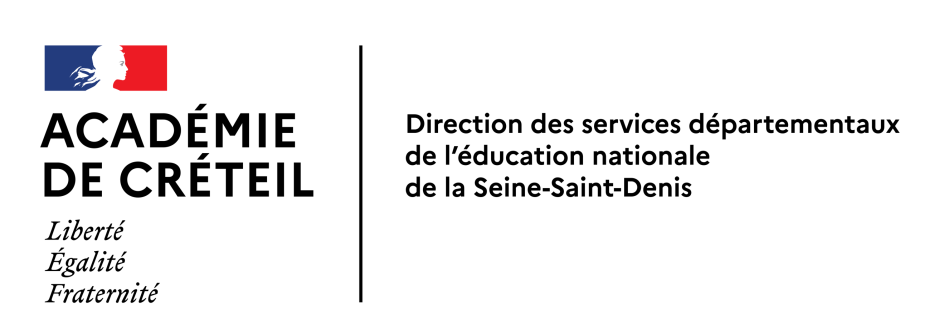 ACADÉMIE
DE CRÉTEIL
Liberté
Égalité
Fraternité
Direction des services départementaux
de l’éducation nationale
de la Seine-Saint-Denis